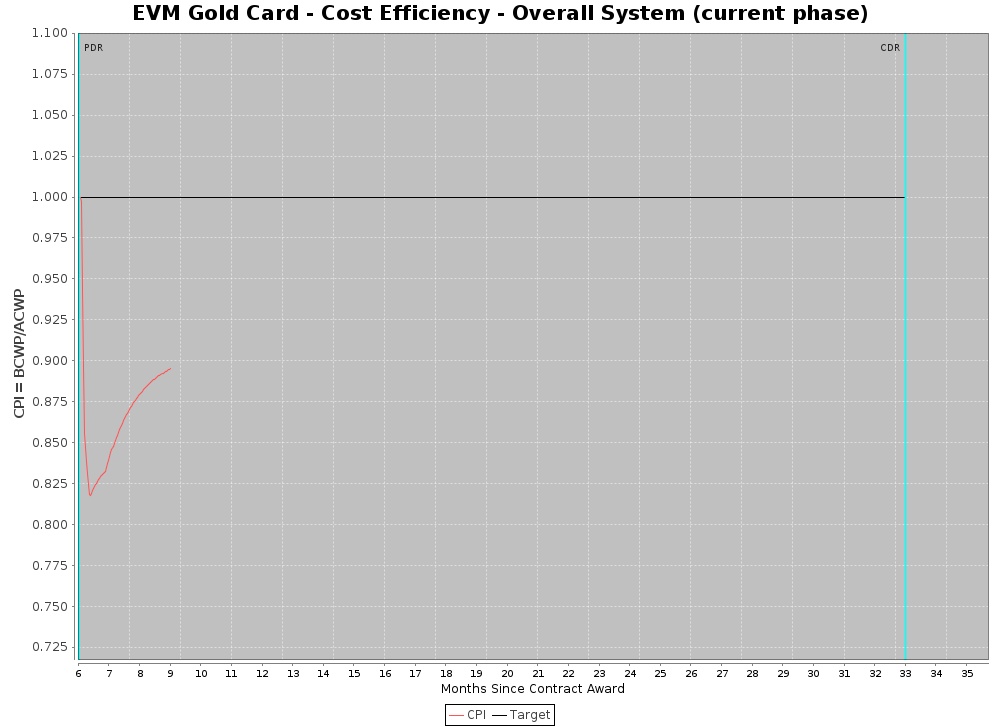 EVM Gold Card - Cost Efficiency - Overall System (current phase)
1.100
1.075
1.050
1.025
1.000
0.975
0.950
0.925
0.900
0.875
0.850
0.825
0.800
0.775
0.750
0.725
CPI = BCWP/ACWP
PDR
CDR
6 7 8 9 10 11 12 13 14 15 16 17 18 19 20 21 22 23 24 25 26 27 28 29 30 31 32 33 34 35
Months Since Contract Award
CPI Target